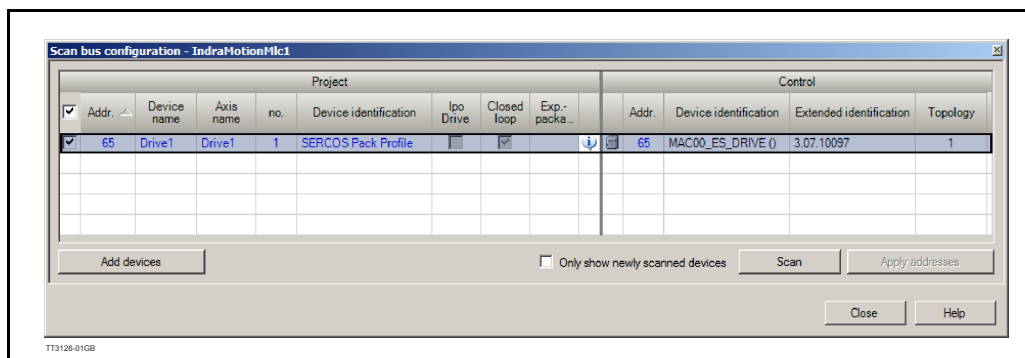 Scan bus configuration - IndraMotionMlc1
Project Control
Addr. Device name Axis name no. Device identification Ipo Drive Closed loop Exp.-packa... Addr. Device identification Extended identification Topology
65 Drive1 Drive1 1 SERCOS Pack Profile 65 MAC00_ES_DRIVE () 3.07.10097 1
Add devices Only show newly scanned devices Scan Apply addresses
Close Help
TT3126-01GB